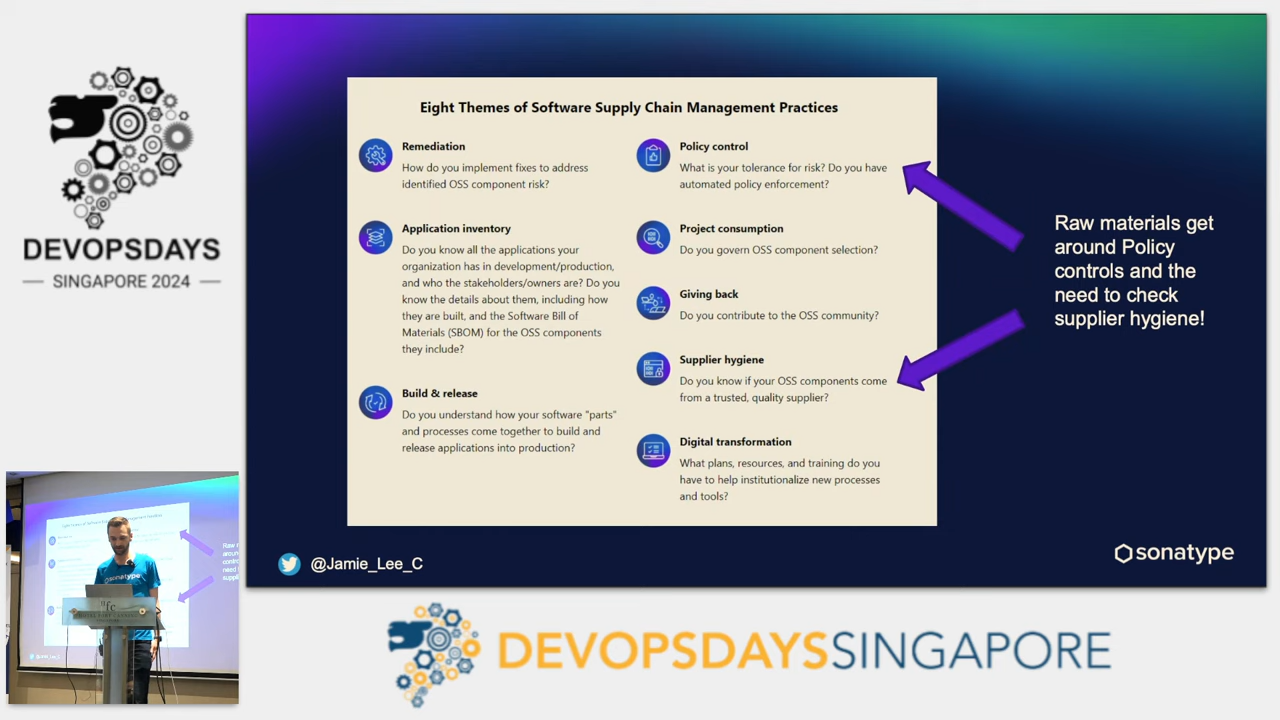 DEVOPSDAYS
SINGAPORE 2024
Eight Themes of Software Supply Chain Management Practices
Remediation
How do you implement fixes to address
identified OSS component risk?
Application inventory
Do you know all the applications your
organization has in development/production,
and who the stakeholders/owners are? Do you
know the details about them, including how
they are built, and the Software Bill of
Materials (SBOM) for the OSS components
they include?
Build & release
Do you understand how your software "parts"
and processes come together to build and
release applications into production?
Policy control
What is your tolerance for risk? Do you have
automated policy enforcement?
Project consumption
Do you govern OSS component selection?
Giving back
Do you contribute to the OSS community?
Supplier hygiene
Do you know if your OSS components come
from a trusted, quality supplier?
Digital transformation
What plans, resources, and training do you
have to help institutionalize new processes
and tools?
Raw materials get
around Policy
controls and the
need to check
supplier hygiene!
@Jamie_Lee_C
sonatype
sonatype
DEVOPSDAYSSINGAPORE